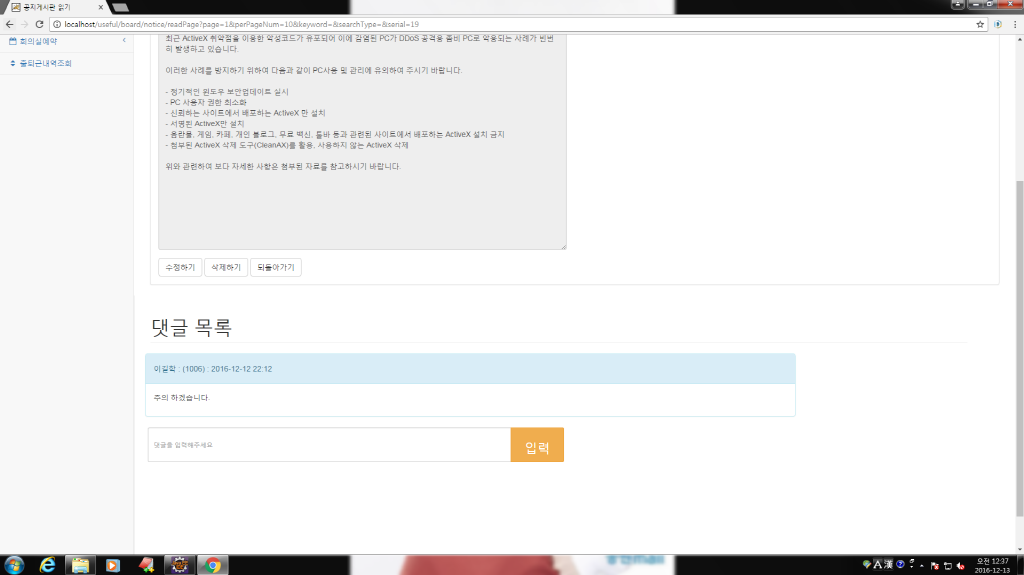 공지게시판 읽기
localhost/useful/board/notice/readPage?page=1&perPageNum=10&keyword=&searchType=&serial=19
회의실예약
출퇴근내역조회
최근 ActiveX 취약점을 이용한 악성코드가 유포되어 이에 감염된 PC가 DDoS 공격용 좀비 PC로 악용되는 사례가 빈번
히 발생하고 있습니다.
이러한 사례를 방지하기 위하여 다음과 같이 PC사용 및 관리에 유의하여 주시기 바랍니다.
- 정기적인 윈도우 보안업데이트 실시
- PC 사용자 권한 최소화
- 신뢰하는 사이트에서 배포하는 ActiveX 만 설치
- 서명된 ActiveX만 설치
- 음란물, 게임, 카페, 개인 블로그, 무료 백신, 툴바 등과 관련된 사이트에서 배포하는 ActiveX 설치 금지
- 첨부된 ActiveX 삭제 도구(CleanAX)를 활용, 사용하지 않는 ActiveX 삭제
위와 관련하여 보다 자세한 사항은 첨부된 자료를 참고하시기 바랍니다.
수정하기 삭제하기 되돌아가기
댓글 목록
이길학 : (1006) : 2016-12-12 22:12
주의 하겠습니다.
댓글을 입력해주세요 입력
A 漢
오전 12:37
2016-12-13